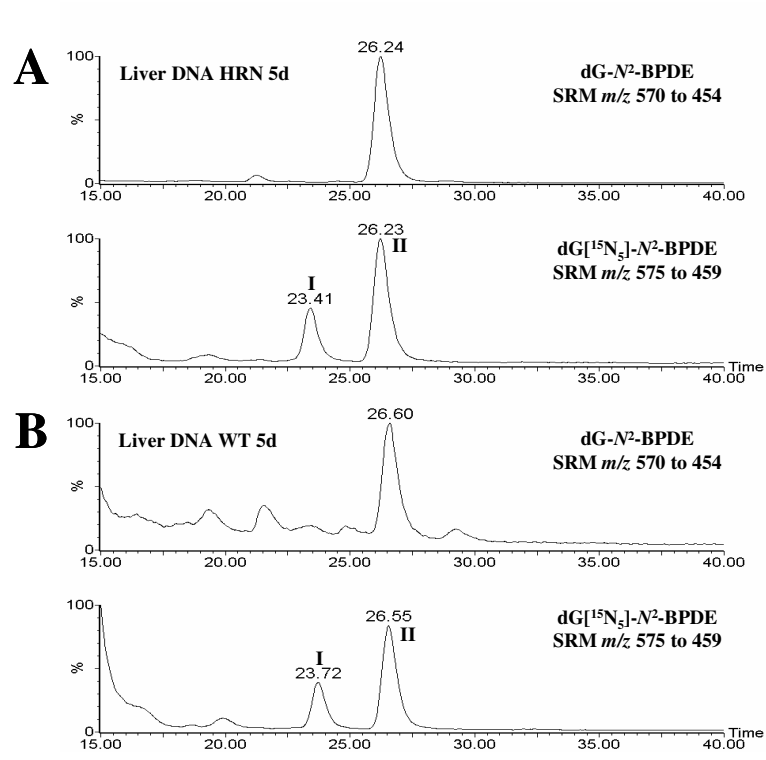 A
26.24
100
Liver DNA HRN 5d
dG-N²-BPDE
SRM m/z 570 to 454
%
0
15.00 20.00 25.00 30.00 35.00 40.00
26.23
100
II
dG[¹⁵N₅]-N²-BPDE
SRM m/z 575 to 459
I
23.41
%
0
Time
15.00 20.00 25.00 30.00 35.00 40.00
B
26.60
100
Liver DNA WT 5d
dG-N²-BPDE
SRM m/z 570 to 454
%
0
15.00 20.00 25.00 30.00 35.00 40.00
100
26.55
II
dG[¹⁵N₅]-N²-BPDE
SRM m/z 575 to 459
I
23.72
%
0
Time
15.00 20.00 25.00 30.00 35.00 40.00